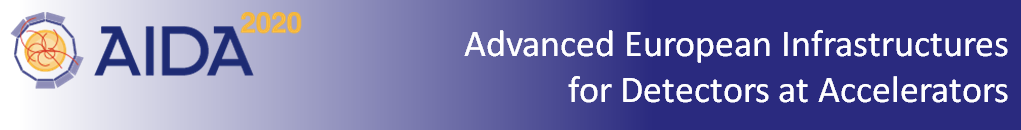 AIDA 2020
Advanced European Infrastructures
for Detectors at Accelerators